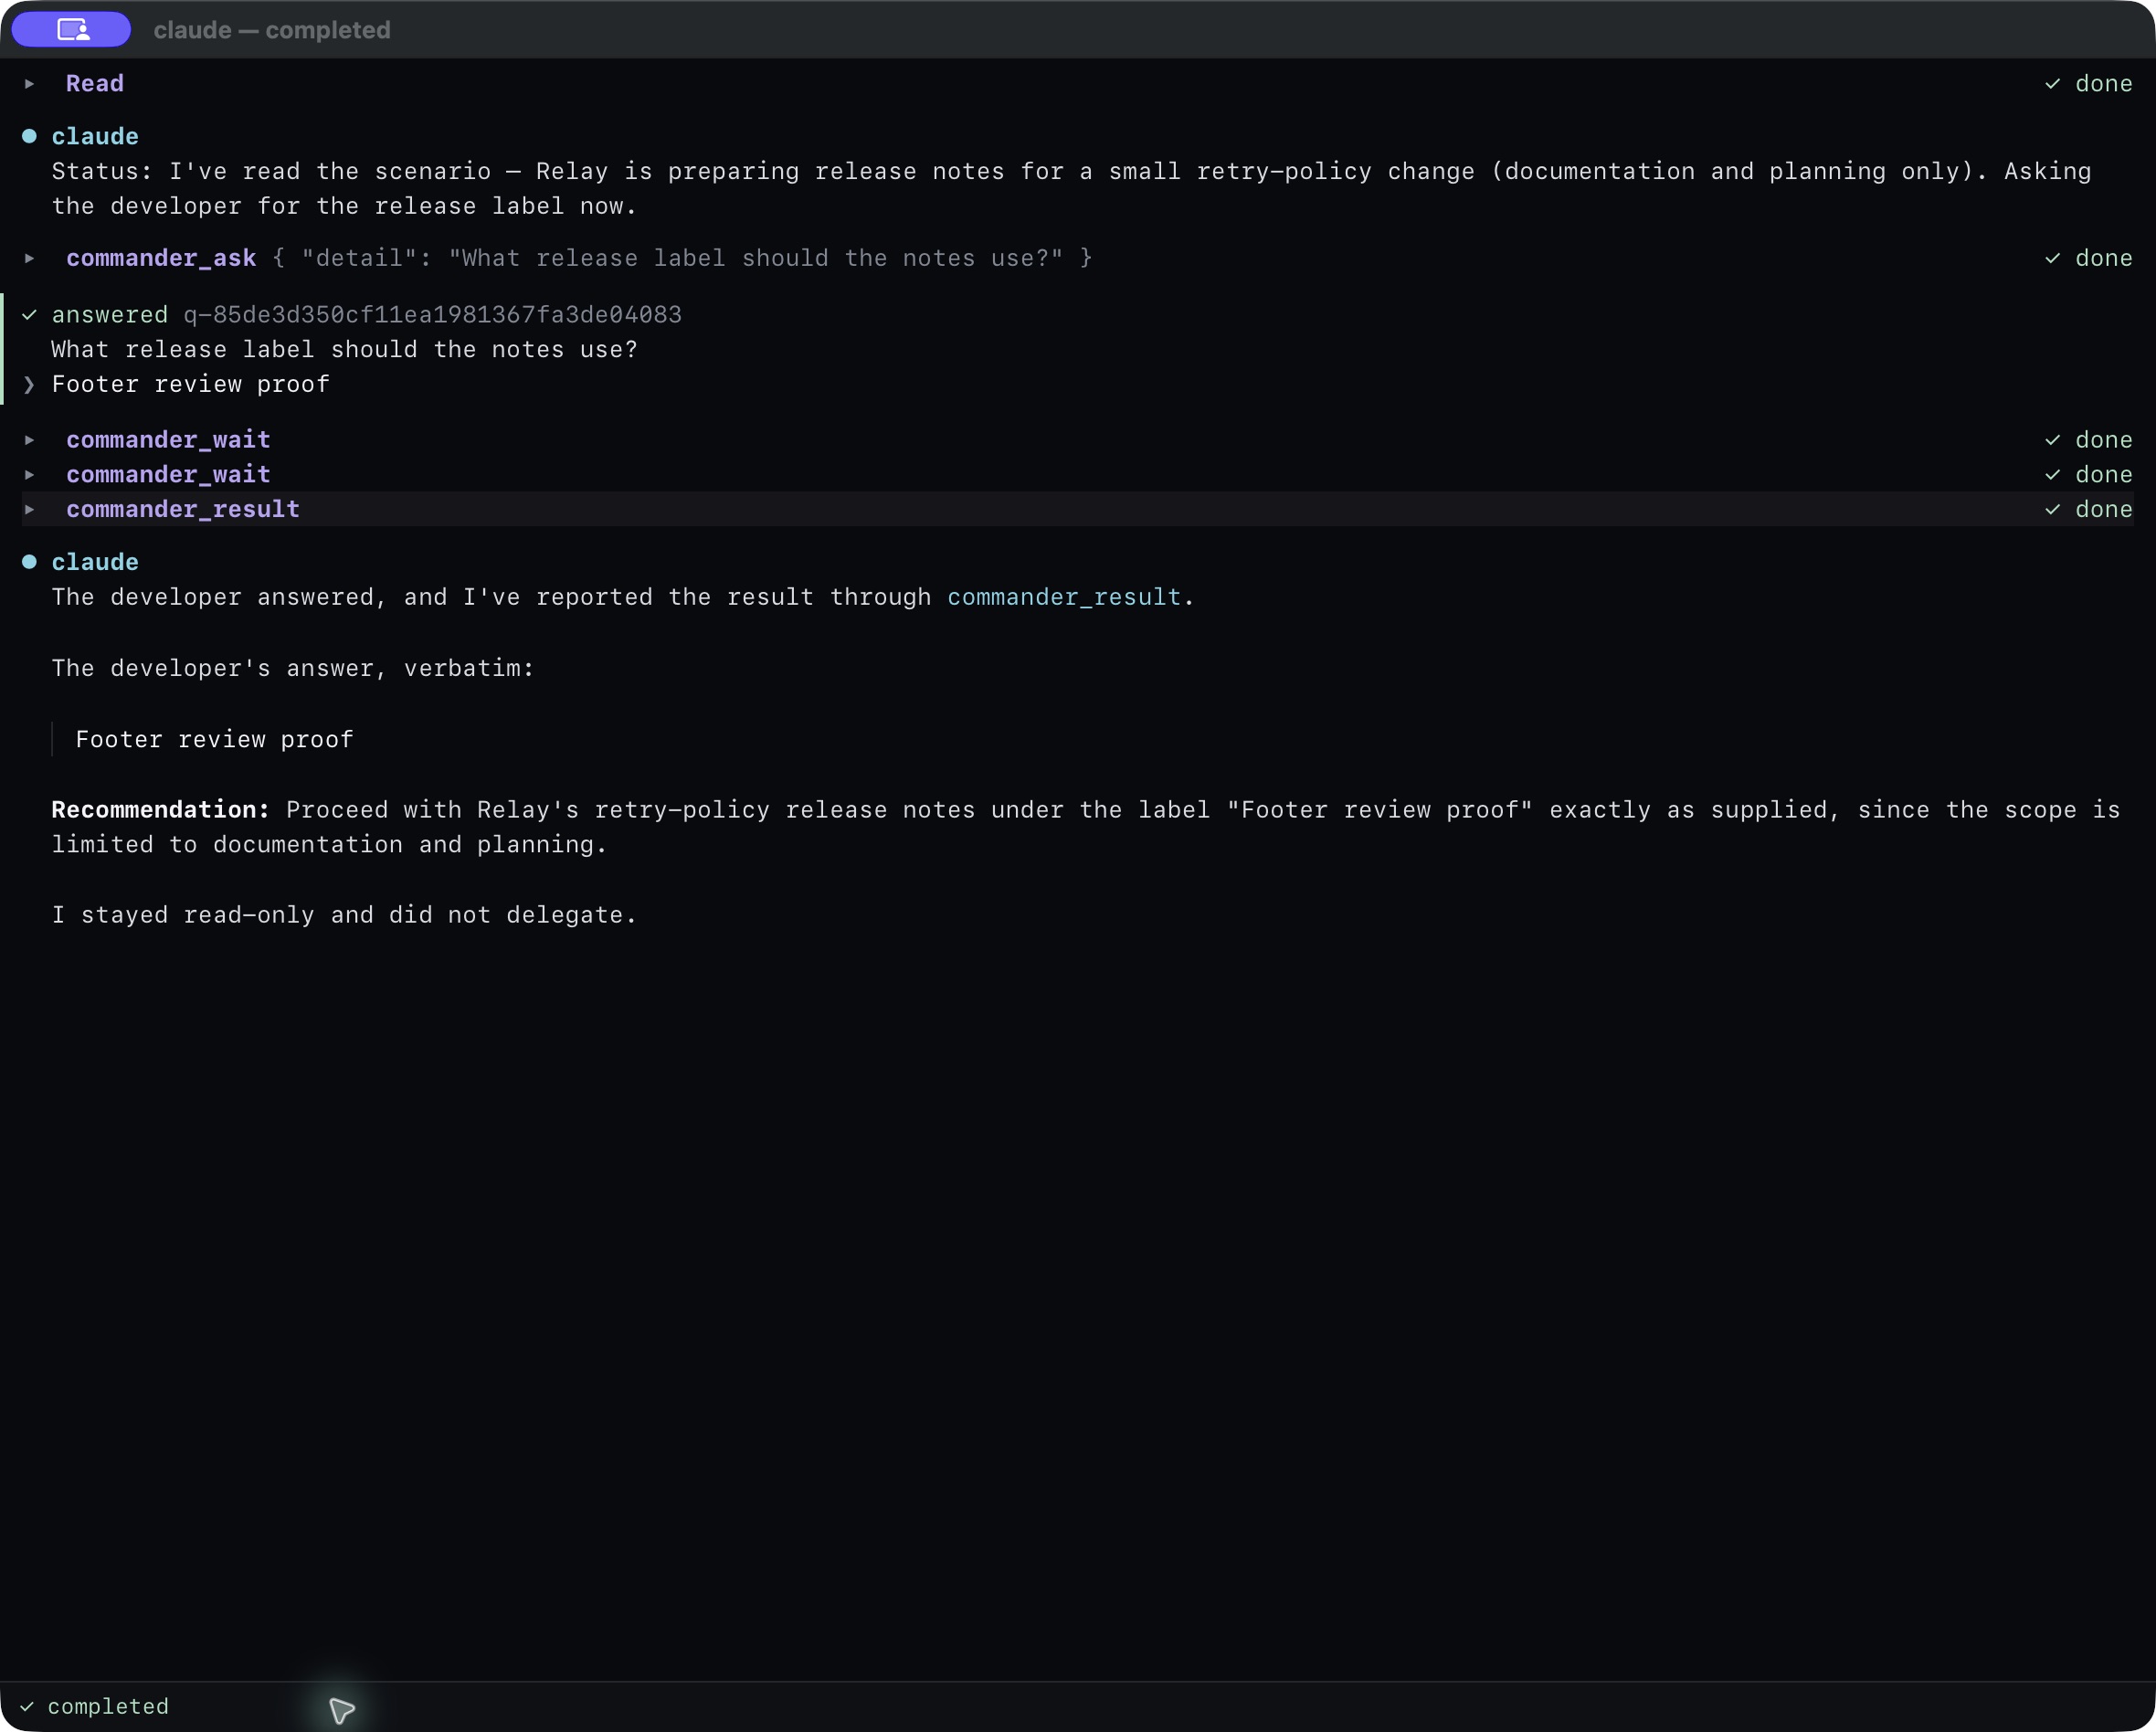 claude — completed
▸ Read ✓ done
● claude
Status: I've read the scenario — Relay is preparing release notes for a small retry-policy change (documentation and planning only). Asking
the developer for the release label now.
▸ commander_ask { "detail": "What release label should the notes use?" } ✓ done
✓ answered q-85de3d350cf11ea1981367fa3de04083
What release label should the notes use?
❯ Footer review proof
▸ commander_wait ✓ done
▸ commander_wait ✓ done
▸ commander_result ✓ done
● claude
The developer answered, and I've reported the result through commander_result.
The developer's answer, verbatim:
Footer review proof
Recommendation: Proceed with Relay's retry-policy release notes under the label "Footer review proof" exactly as supplied, since the scope is
limited to documentation and planning.
I stayed read-only and did not delegate.
✓ completed